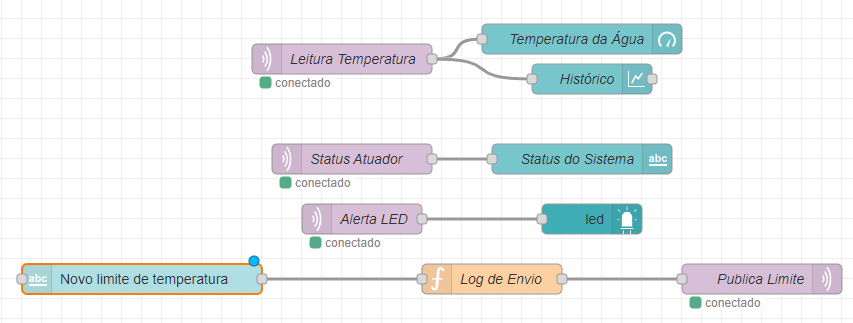 Temperatura da Água
Leitura Temperatura
conectado
Histórico
Status Atuador
conectado
Status do Sistema
abc
Alerta LED
conectado
led
abc
Novo limite de temperatura
Log de Envio
Publica Limite
conectado